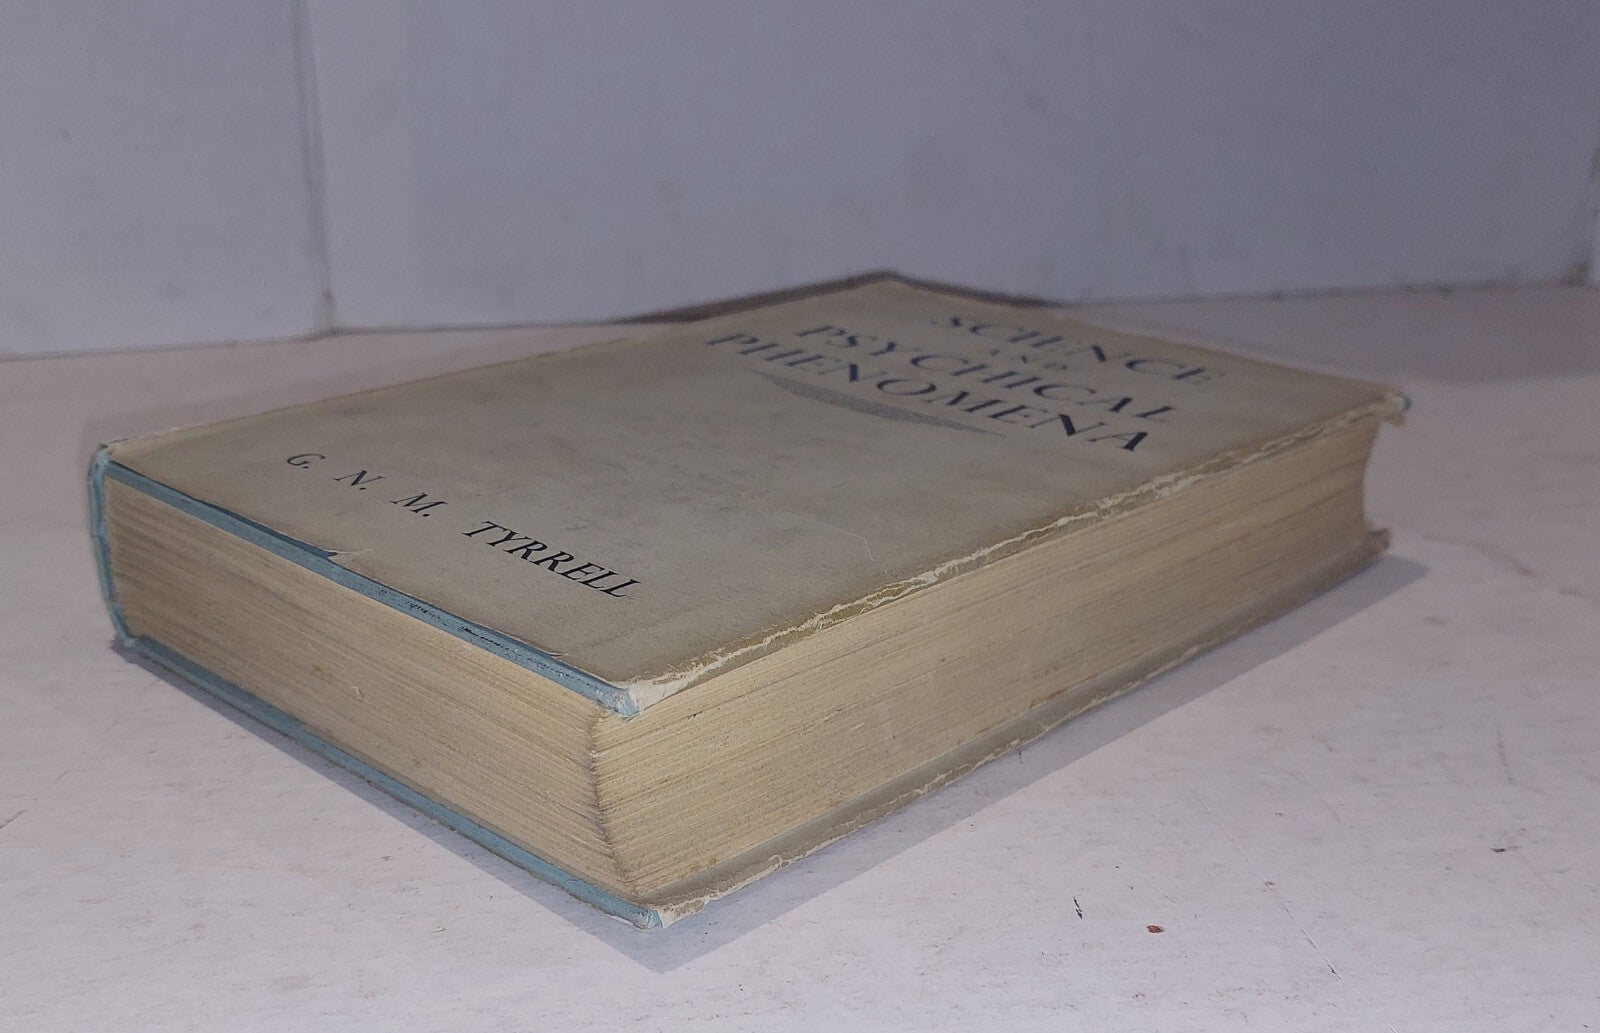 SCIENCE
AND
PSYCHICAL
PHENOMENA
G. N. M. TYRRELL